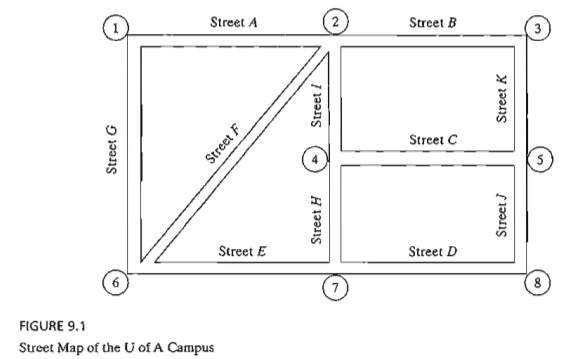 1
Street A
2
Street B
3
Street G
Street F
Street I
Street K
Street C
4
5
Street H
Street J
Street E
Street D
6
7
8
FIGURE 9.1
Street Map of the U of A Campus